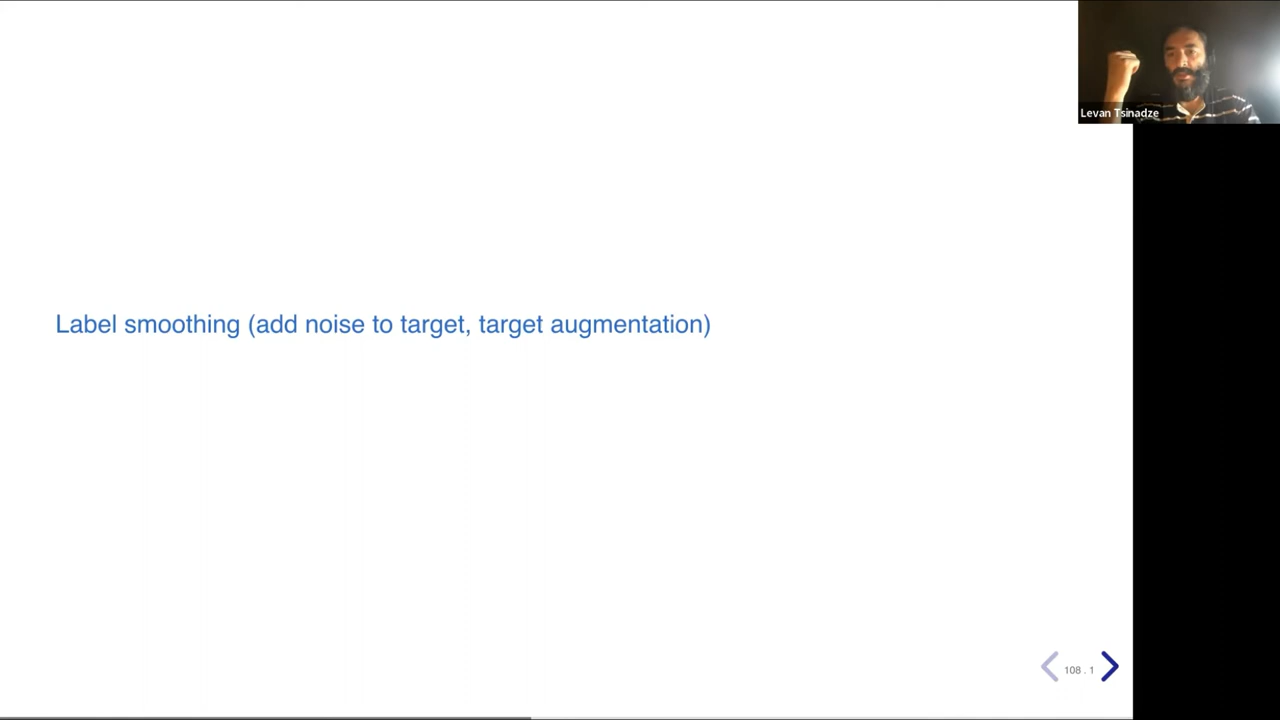 Levan Tsinadze
Label smoothing (add noise to target, target augmentation)
108 . 1